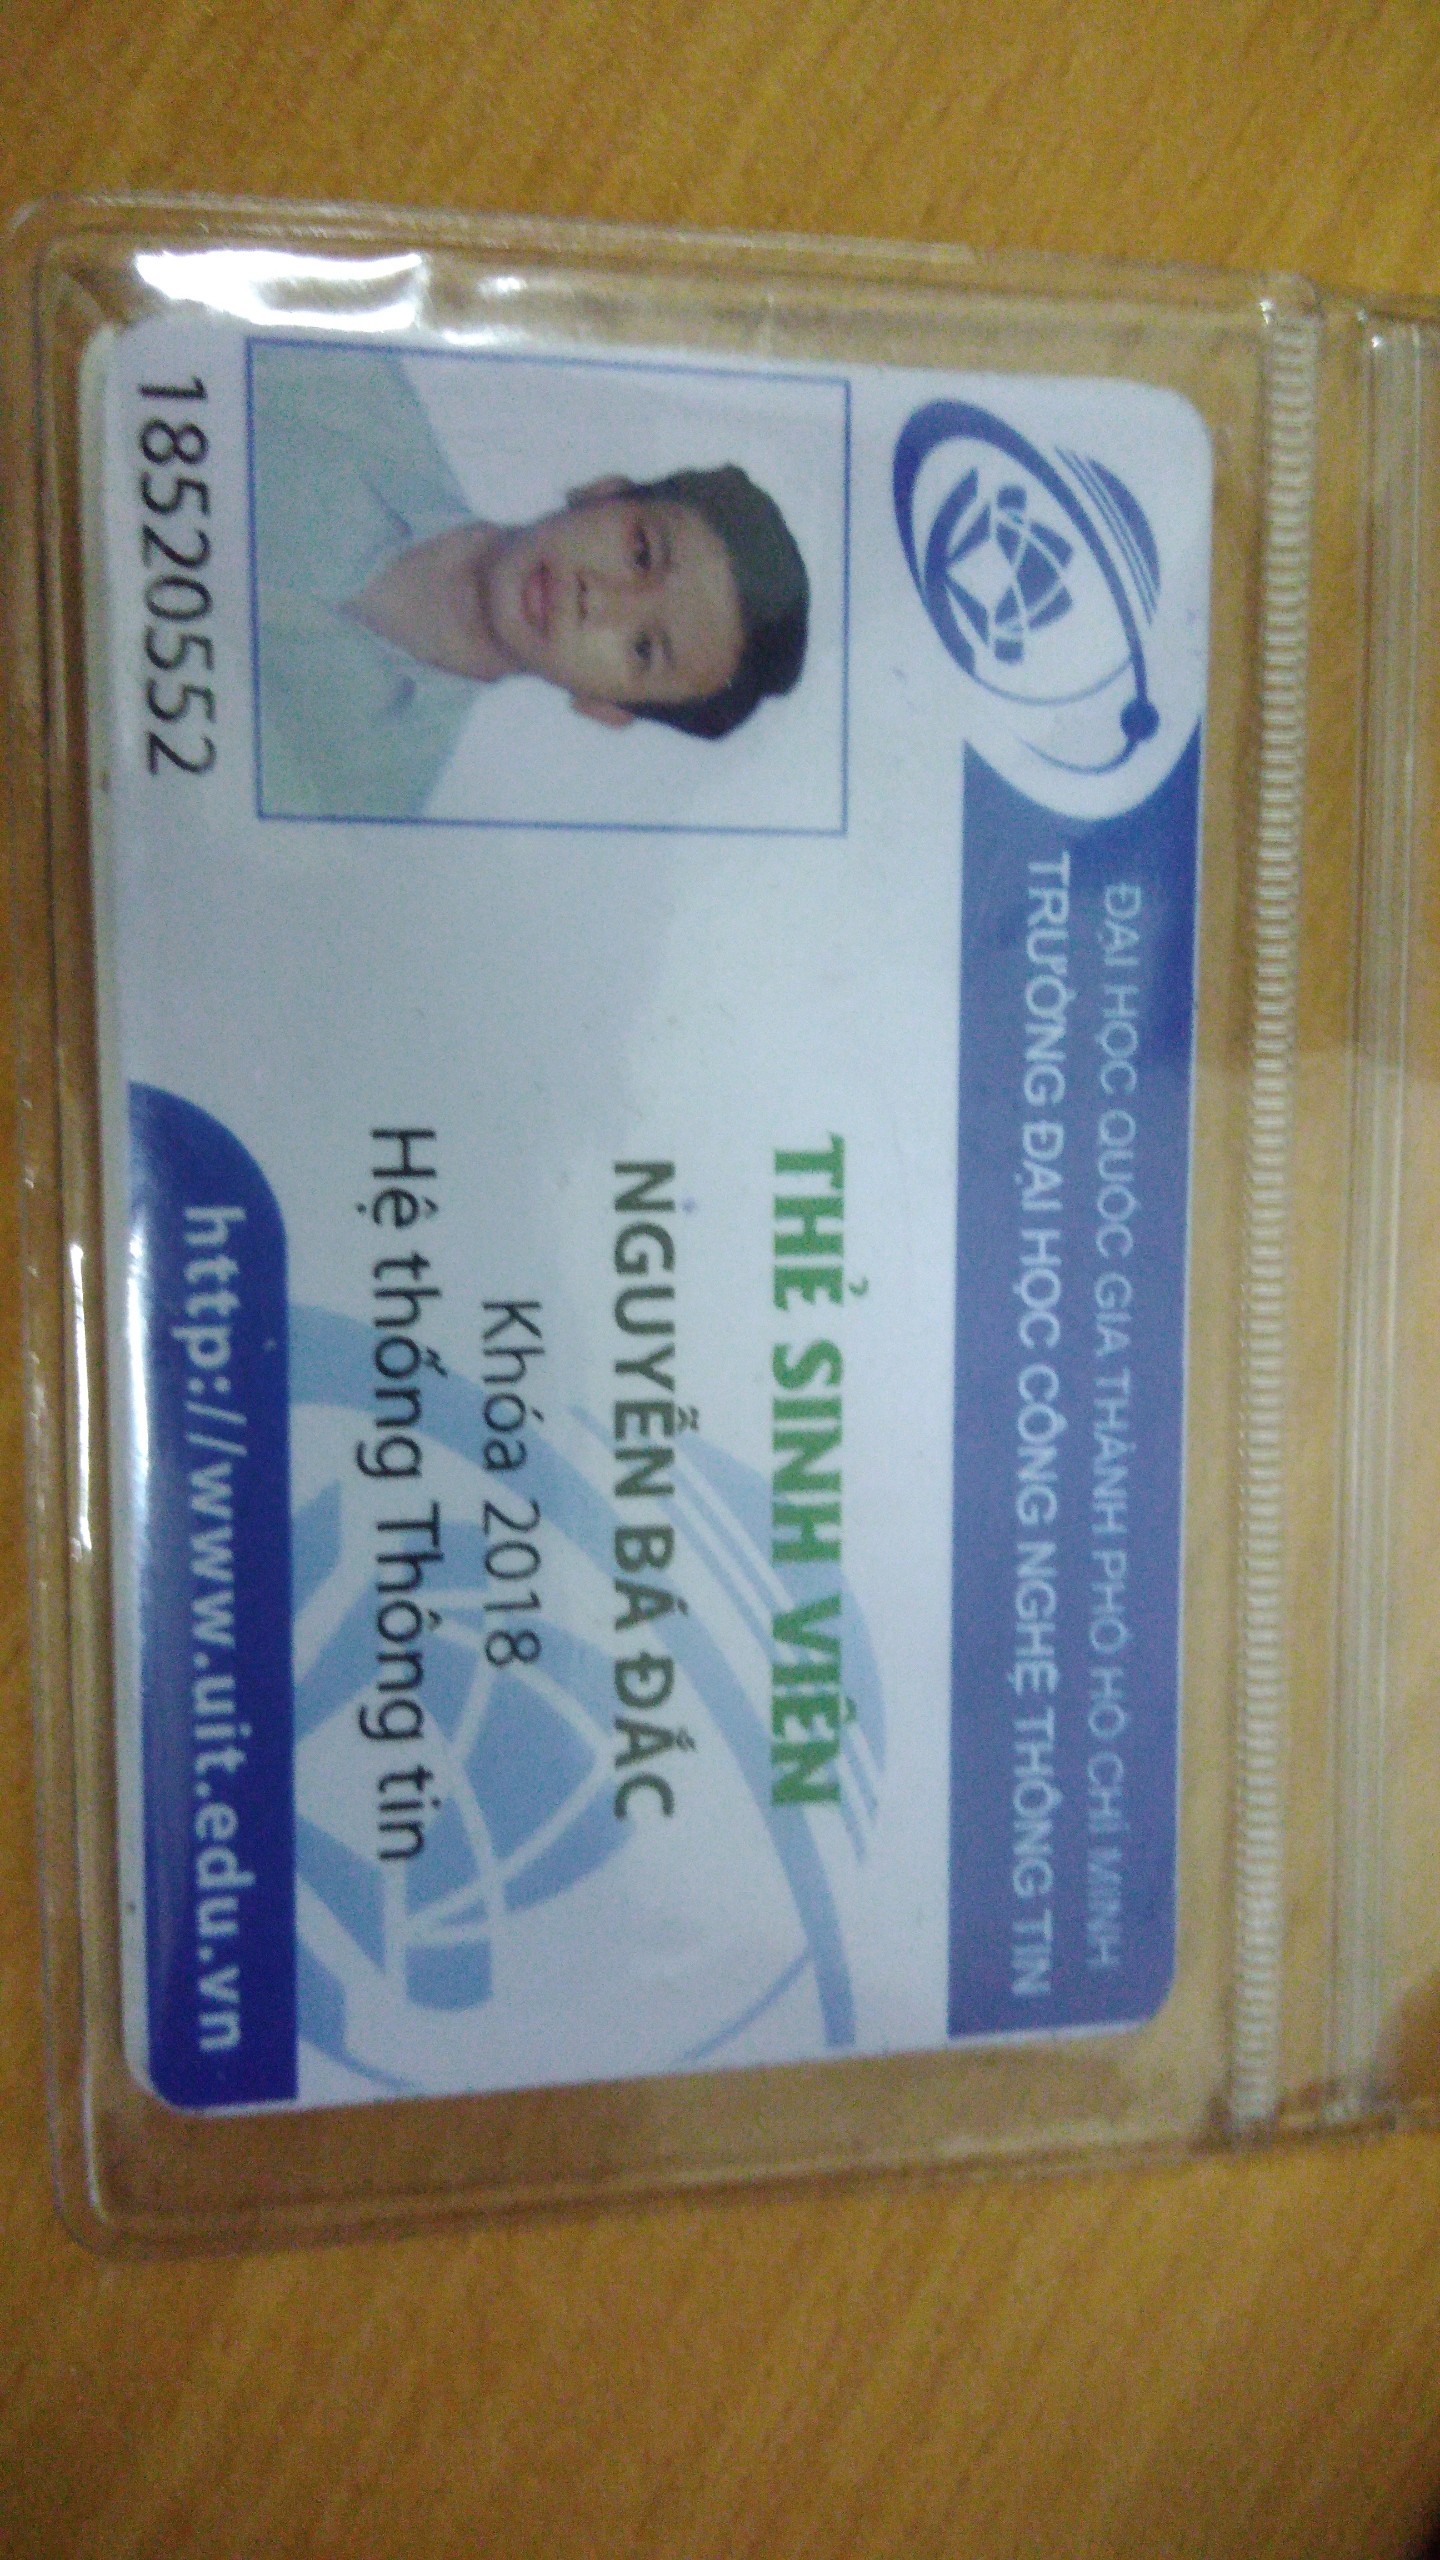 ĐẠI HỌC QUỐC GIA THÀNH PHỐ HỒ CHÍ MINH
TRƯỜNG ĐẠI HỌC CÔNG NGHỆ THÔNG TIN
THẺ SINH VIÊN
NGUYỄN BÁ ĐẮC
Khóa 2018
Hệ thống Thông tin
18520552
http://www.uit.edu.vn